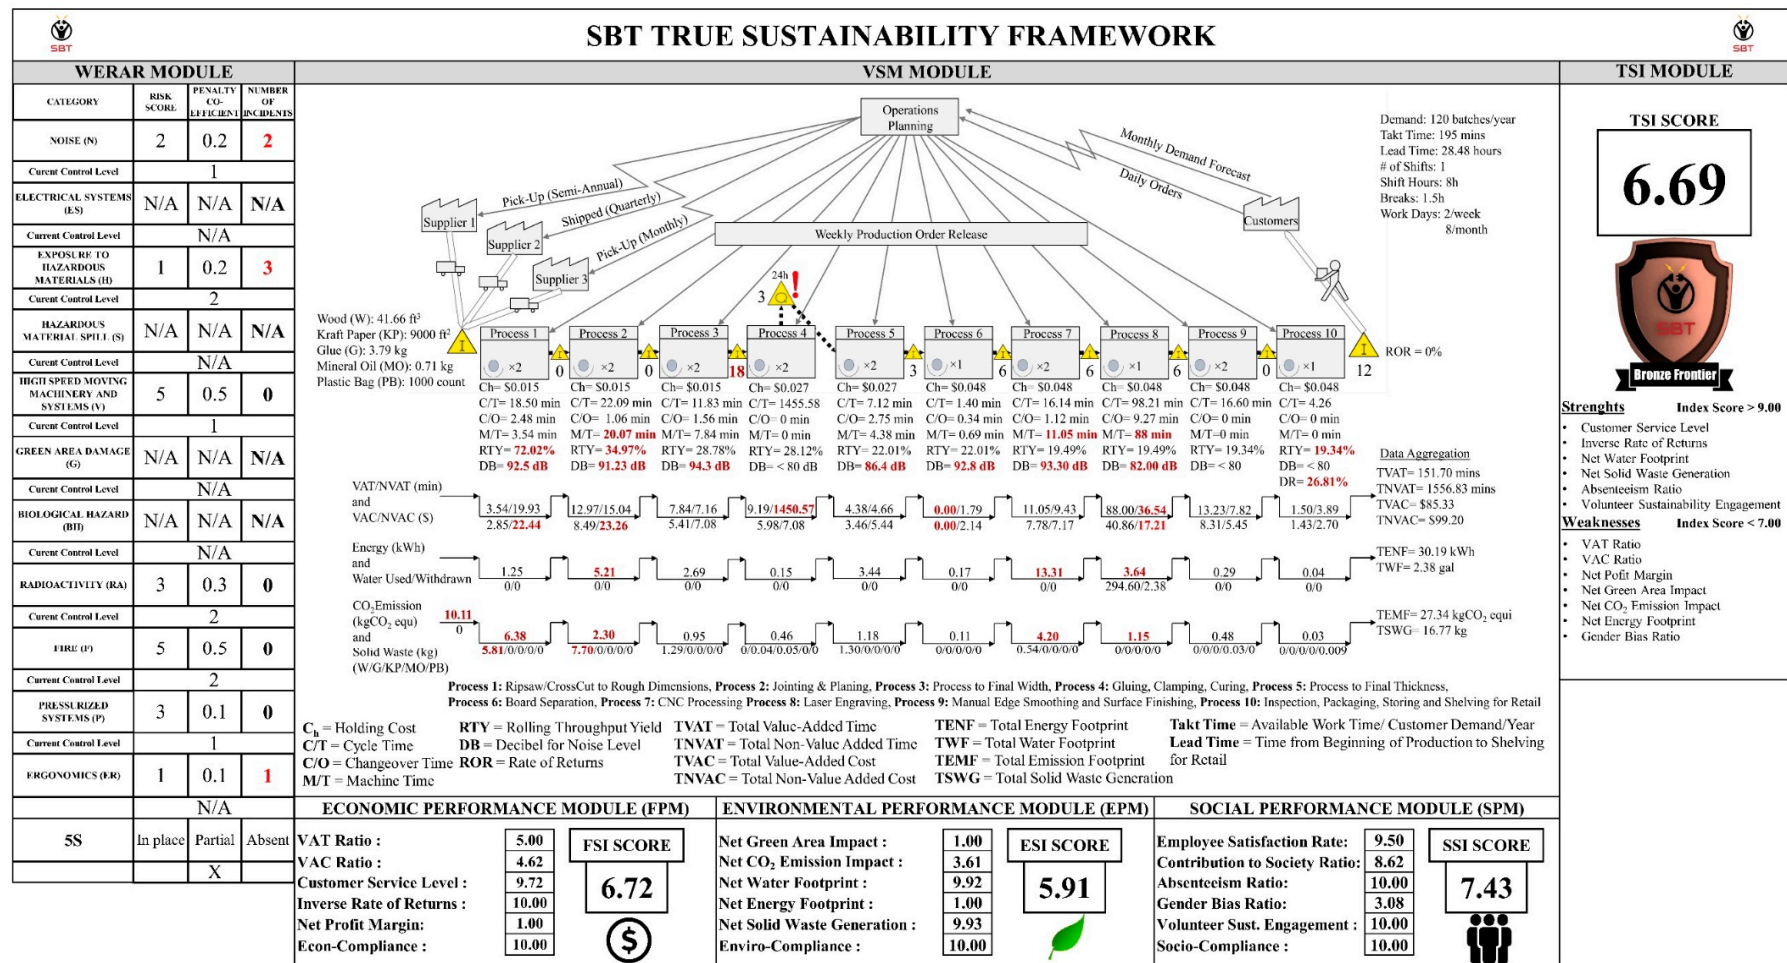 SBT TRUE SUSTAINABILITY FRAMEWORK
SBT
SBT
WERAR MODULE
CATEGORY RISK SCORE PENALTY CO-EFFICIENT NUMBER OF INCIDENTS
NOISE (N) 2 0.2 2
Curent Control Level 1
ELECTRICAL SYSTEMS (ES) N/A N/A N/A
Current Control Level N/A
EXPOSURE TO HAZARDOUS MATERIALS (H) 1 0.2 3
Curent Control Level 2
HAZARDOUS MATERIAL SPILL (S) N/A N/A N/A
Curent Control Level N/A
HIGH SPEED MOVING MACHINERY AND SYSTEMS (V) 5 0.5 0
Curent Control Level 1
GREEN AREA DAMAGE (G) N/A N/A N/A
Curent Control Level N/A
BIOLOGICAL HAZARD (BH) N/A N/A N/A
Curent Control Level N/A
RADIOACTIVITY (RA) 3 0.3 0
Curent Control Level 2
FIRE (F) 5 0.5 0
Current Control Level 2
PRESSURIZED SYSTEMS (P) 3 0.1 0
Current Control Level 1
ERGONOMICS (ER) 1 0.1 1
N/A
5S In place Partial Absent
X
VSM MODULE
Operations Planning
Monthly Demand Forecast
Daily Orders
Pick-Up (Semi-Annual)
Shipped (Quarterly)
Pick-Up (Monthly)
Supplier 1
Supplier 2
Supplier 3
Customers
Weekly Production Order Release
Demand: 120 batches/year
Takt Time: 195 mins
Lead Time: 28.48 hours
# of Shifts: 1
Shift Hours: 8h
Breaks: 1.5h
Work Days: 2/week
8/month
24h
3 !
Wood (W): 41.66 ft³
Kraft Paper (KP): 9000 ft²
Glue (G): 3.79 kg
Mineral Oil (MO): 0.71 kg
Plastic Bag (PB): 1000 count
Process 1 Process 2 Process 3 Process 4 Process 5 Process 6 Process 7 Process 8 Process 9 Process 10
×2 ×2 ×2 ×2 ×2 ×1 ×2 ×1 ×2 ×1
I I I I I I I I I I
0 0 18 3 6 6 6 0 12
ROR = 0%
Ch= $0.015 Ch= $0.015 Ch= $0.015 Ch= $0.027 Ch= $0.027 Ch= $0.048 Ch= $0.048 Ch= $0.048 Ch= $0.048 Ch= $0.048
C/T= 18.50 min C/T= 22.09 min C/T= 11.83 min C/T= 1455.58 C/T= 7.12 min C/T= 1.40 min C/T= 16.14 min C/T= 98.21 min C/T= 16.60 min C/T= 4.26
C/O= 2.48 min C/O= 1.06 min C/O= 1.56 min C/O= 0 min C/O= 2.75 min C/O= 0.34 min C/O= 1.12 min C/O= 9.27 min C/O= 0 min C/O= 0 min
M/T= 3.54 min M/T= 20.07 min M/T= 7.84 min M/T= 0 min M/T= 4.38 min M/T= 0.69 min M/T= 11.05 min M/T= 88 min M/T=0 min M/T= 0 min
RTY= 72.02% RTY= 34.97% RTY= 28.78% RTY= 28.12% RTY= 22.01% RTY= 22.01% RTY= 19.49% RTY= 19.49% RTY= 19.34% RTY= 19.34%
DB= 92.5 dB DB= 91.23 dB DB= 94.3 dB DB= < 80 dB DB= 86.4 dB DB= 92.8 dB DB= 93.30 dB DB= 82.00 dB DB= < 80 DB= < 80
DR= 26.81%
VAT/NVAT (min)
and
VAC/NVAC ($)
3.54/19.93 12.97/15.04 7.84/7.16 9.19/1450.57 4.38/4.66 0.00/1.79 11.05/9.43 88.00/36.54 13.23/7.82 1.50/3.89
2.85/22.44 8.49/23.26 5.41/7.08 5.98/7.08 3.46/5.44 0.00/2.14 7.78/7.17 40.86/17.21 8.31/5.45 1.43/2.70
Data Aggregation
TVAT= 151.70 mins
TNVAT= 1556.83 mins
TVAC= $85.33
TNVAC= $99.20
Energy (kWh)
and
Water Used/Withdrawn
1.25 5.21 2.69 0.15 3.44 0.17 13.31 3.64 0.29 0.04
0/0 0/0 0/0 0/0 0/0 0/0 0/0 294.60/2.38 0/0 0/0
TENF= 30.19 kWh
TWF= 2.38 gal
CO₂Emission
(kgCO₂ equ)
and
Solid Waste (kg)
(W/G/KP/MO/PB)
10.11
0
6.38 2.30 0.95 0.46 1.18 0.11 4.20 1.15 0.48 0.03
5.81/0/0/0/0 7.70/0/0/0/0 1.29/0/0/0/0 0/0.04/0.05/0/0 1.30/0/0/0/0 0/0/0/0/0 0.54/0/0/0/0 0/0/0/0/0 0/0/0/0.03/0 0/0/0/0/0.009
TEMF= 27.34 kgCO₂ equi
TSWG= 16.77 kg
Process 1: Ripsaw/CrossCut to Rough Dimensions, Process 2: Jointing & Planing, Process 3: Process to Final Width, Process 4: Gluing, Clamping, Curing, Process 5: Process to Final Thickness,
Process 6: Board Separation, Process 7: CNC Processing Process 8: Laser Engraving, Process 9: Manual Edge Smoothing and Surface Finishing, Process 10: Inspection, Packaging, Storing and Shelving for Retail
Cₕ = Holding Cost
C/T = Cycle Time
C/O = Changeover Time
M/T = Machine Time
RTY = Rolling Throughput Yield
DB = Decibel for Noise Level
ROR = Rate of Returns
TVAT = Total Value-Added Time
TNVAT = Total Non-Value Added Time
TVAC = Total Value-Added Cost
TNVAC = Total Non-Value Added Cost
TENF = Total Energy Footprint
TWF = Total Water Footprint
TEMF = Total Emission Footprint
TSWG = Total Solid Waste Generation
Takt Time = Available Work Time/ Customer Demand/Year
Lead Time = Time from Beginning of Production to Shelving
for Retail
ECONOMIC PERFORMANCE MODULE (FPM)
VAT Ratio : 5.00
VAC Ratio : 4.62
Customer Service Level : 9.72
Inverse Rate of Returns : 10.00
Net Profit Margin: 1.00
Econ-Compliance : 10.00
FSI SCORE
6.72
$
ENVIRONMENTAL PERFORMANCE MODULE (EPM)
Net Green Area Impact : 1.00
Net CO₂ Emission Impact : 3.61
Net Water Footprint : 9.92
Net Energy Footprint : 1.00
Net Solid Waste Generation : 9.93
Enviro-Compliance : 10.00
ESI SCORE
5.91
SOCIAL PERFORMANCE MODULE (SPM)
Employee Satisfaction Rate: 9.50
Contribution to Society Ratio: 8.62
Absenteeism Ratio: 10.00
Gender Bias Ratio: 3.08
Volunteer Sust. Engagement : 10.00
Socio-Compliance : 10.00
SSI SCORE
7.43
TSI MODULE
TSI SCORE
6.69
SBT
Bronze Frontier
Strenghts Index Score > 9.00
• Customer Service Level
• Inverse Rate of Returns
• Net Water Footprint
• Net Solid Waste Generation
• Absenteeism Ratio
• Volunteer Sustainability Engagement
Weaknesses Index Score < 7.00
• VAT Ratio
• VAC Ratio
• Net Pofit Margin
• Net Green Area Impact
• Net CO₂ Emission Impact
• Net Energy Footprint
• Gender Bias Ratio